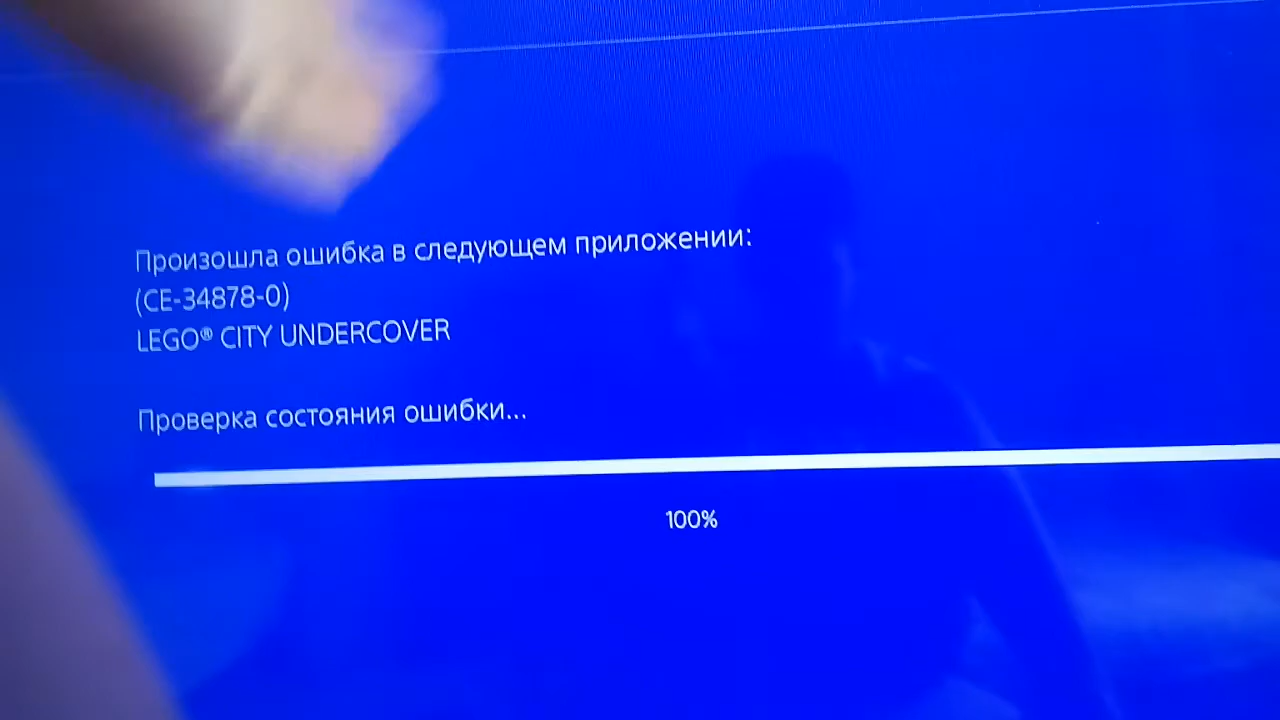 Произошла ошибка в следующем приложении:
(CE-34878-0)
LEGO® CITY UNDERCOVER
Проверка состояния ошибки...
100%